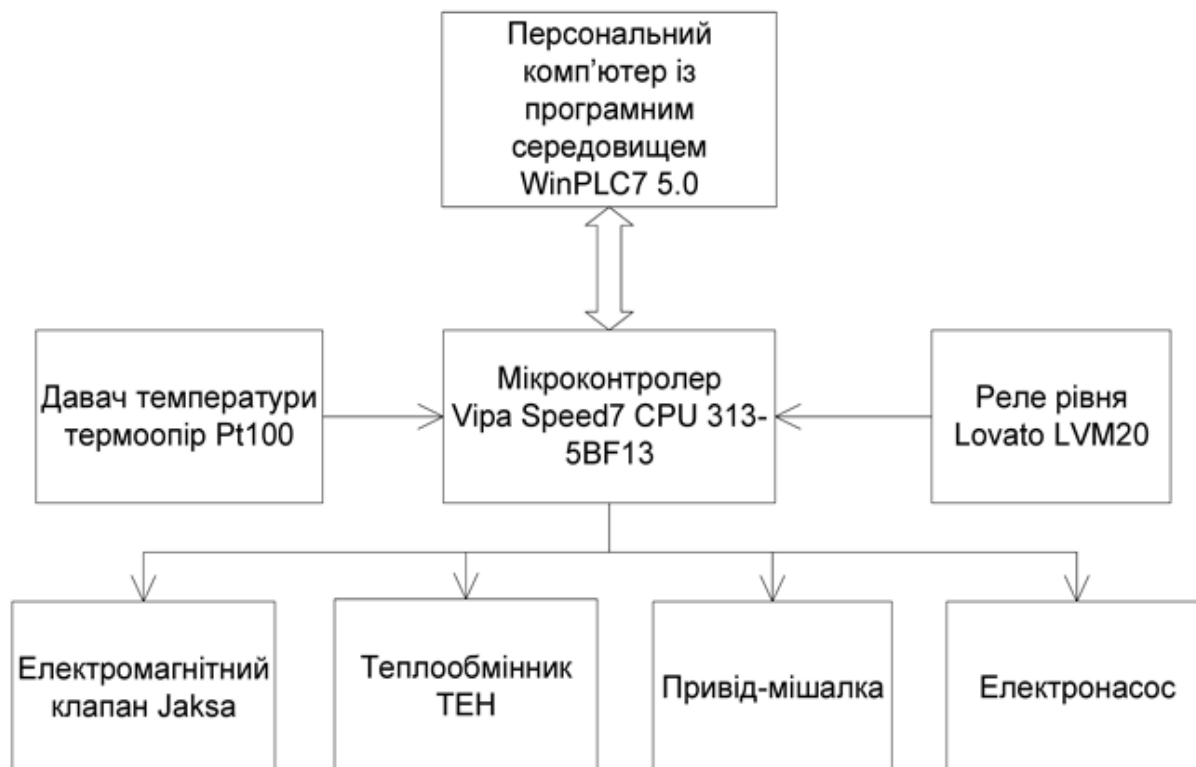 Персональний
комп’ютер із
програмним
середовищем
WinPLC7 5.0
Давач температури
термоопір Pt100
Мікроконтролер
Vipa Speed7 CPU 313-
5BF13
Реле рівня
Lovato LVM20
Електромагнітний
клапан Jaksa
Теплообмінник
ТЕН
Привід-мішалка
Електронасос